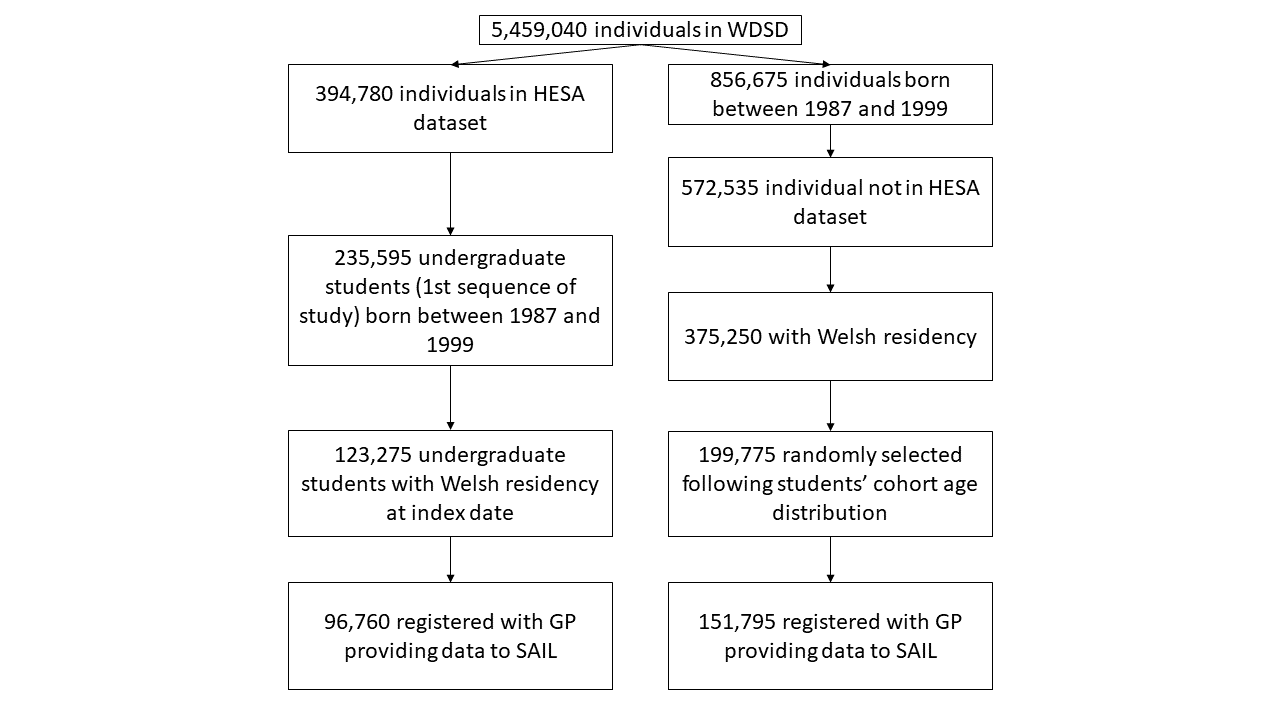 5,459,040 individuals in WDSD
394,780 individuals in HESA
dataset
235,595 undergraduate
students (1st sequence of
study) born between 1987 and
1999
123,275 undergraduate
students with Welsh residency
at index date
96,760 registered with GP
providing data to SAIL
856,675 individuals born
between 1987 and 1999
572,535 individual not in HESA
dataset
375,250 with Welsh residency
199,775 randomly selected
following students’ cohort age
distribution
151,795 registered with GP
providing data to SAIL